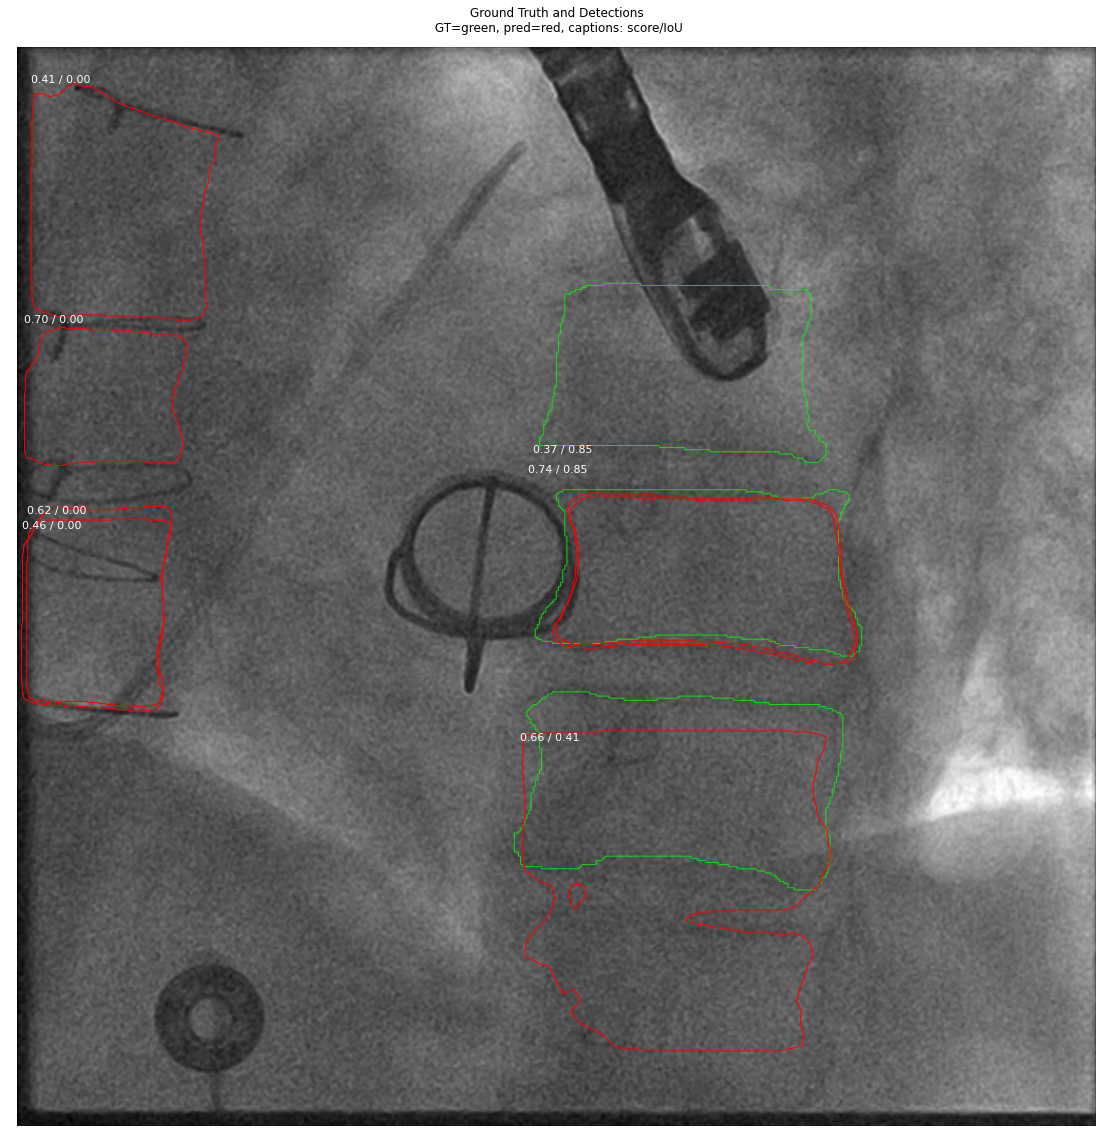 Ground Truth and Detections
GT=green, pred=red, captions: score/IoU
0.41 / 0.00
0.70 / 0.00
0.37 / 0.85
0.74 / 0.85
0.62 / 0.00
0.46 / 0.00
0.66 / 0.41